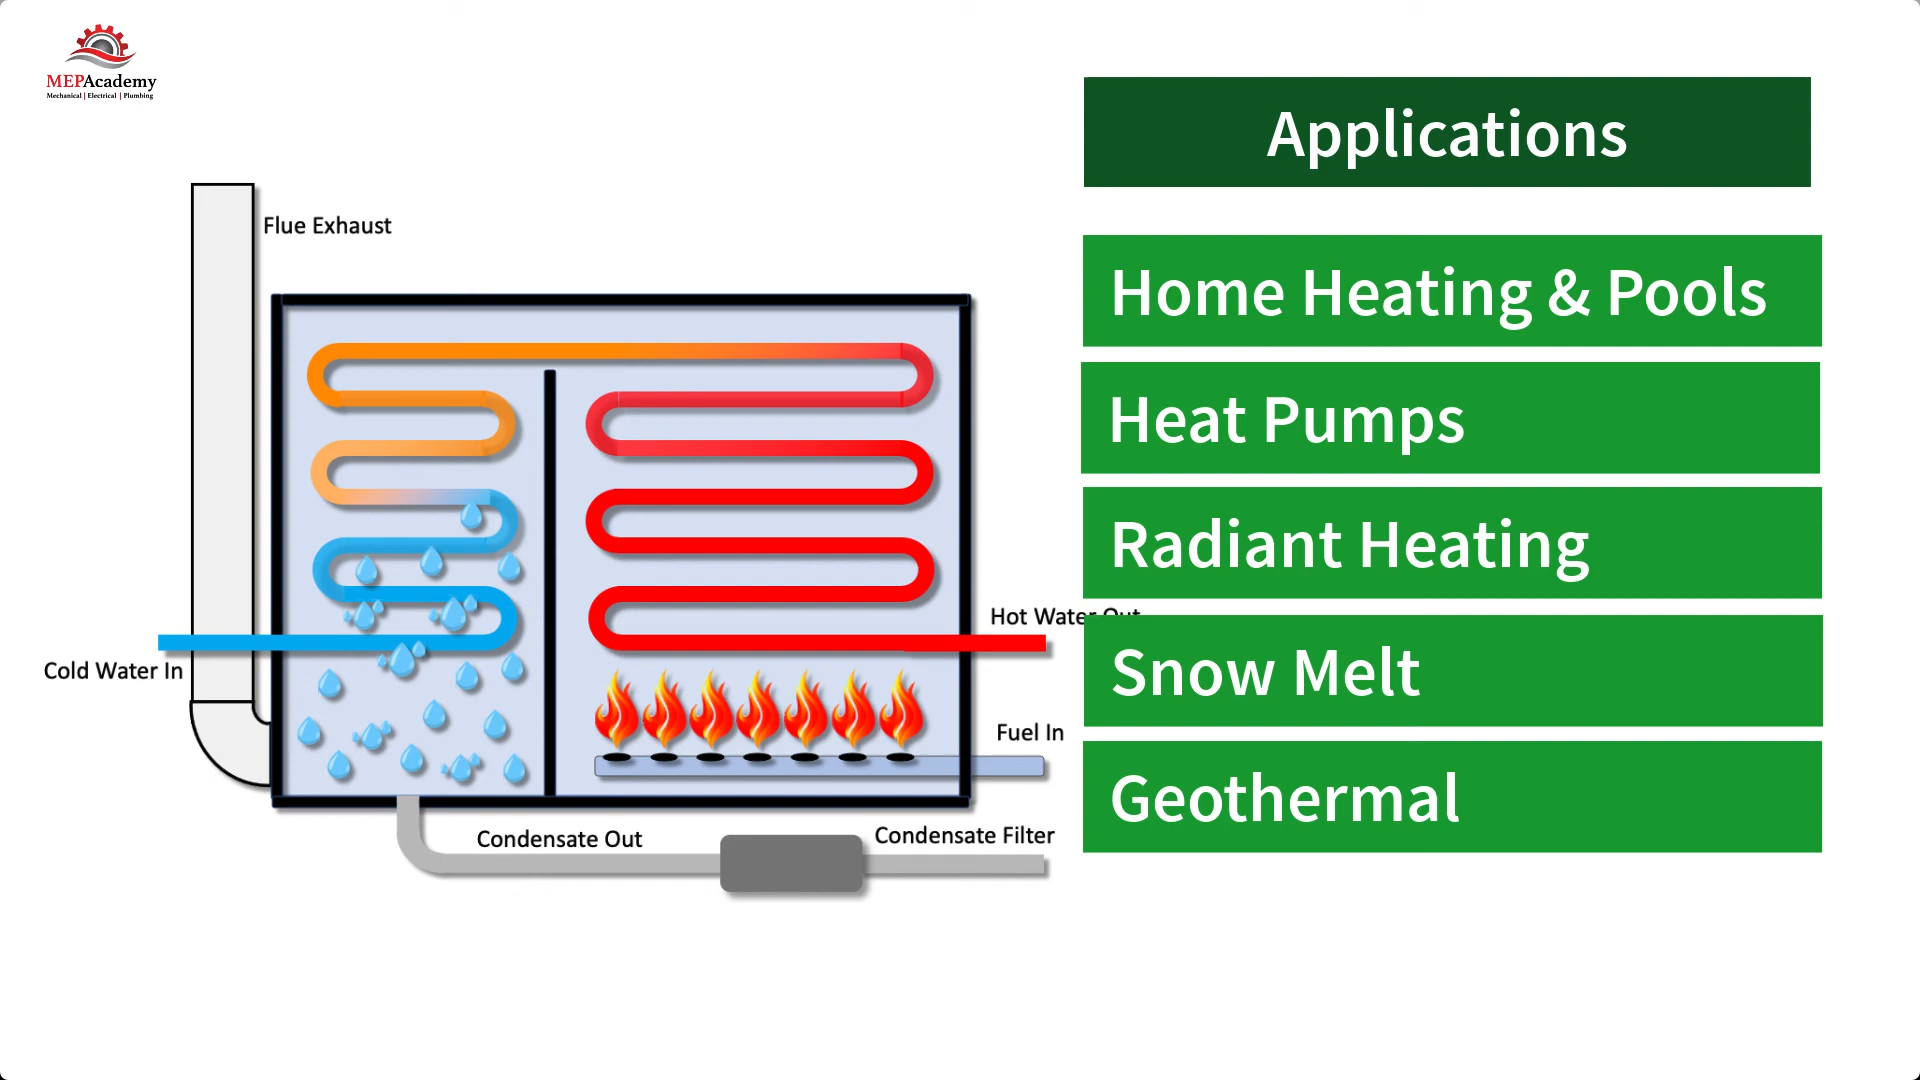 MEPAcademy
Mechanical | Electrical | Plumbing
Applications
Flue Exhaust
Home Heating & Pools
Heat Pumps
Radiant Heating
Hot Water Out
Cold Water In
Snow Melt
Fuel In
Geothermal
Condensate Out
Condensate Filter